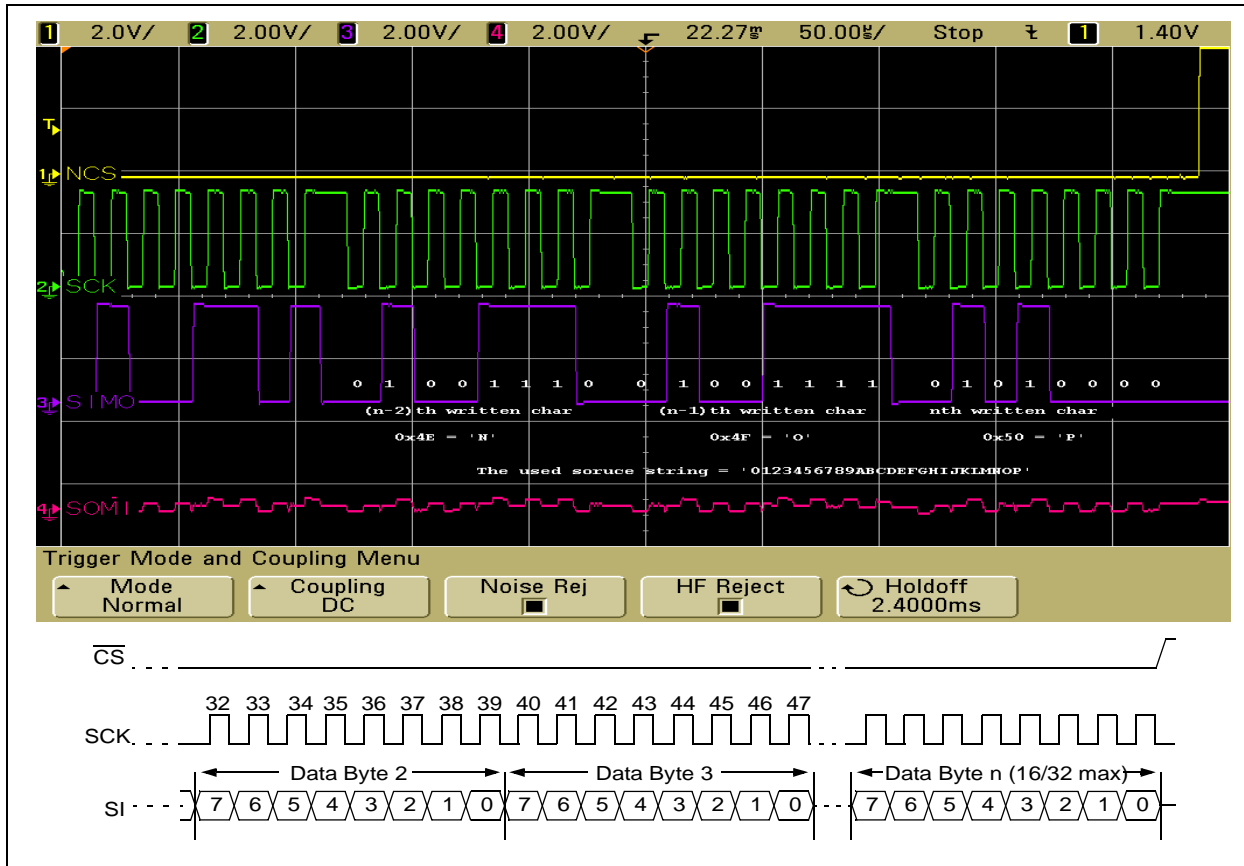 1 2.0V/ 2 2.00V/ 3 2.00V/ 4 2.00V/ 22.27ms 50.00µs/ Stop 1 1.40V
T
1 NCS
2 SCK
0 1 0 0 1 1 1 0 0 1 0 0 1 1 1 1 0 1 0 1 0 0 0 0
3 SIMO
(n-2)th written char (n-1)th written char nth written char
0x4E = 'N' 0x4F = 'O' 0x50 = 'P'
The used soruce string = '0123456789ABCDEFGHIJKLMNOP'
4 SOMI
Trigger Mode and Coupling Menu
Mode Coupling Noise Rej HF Reject Holdoff
Normal DC 2.4000ms
CS
32 33 34 35 36 37 38 39 40 41 42 43 44 45 46 47
SCK
Data Byte 2 Data Byte 3 Data Byte n (16/32 max)
SI 7 6 5 4 3 2 1 0 7 6 5 4 3 2 1 0 7 6 5 4 3 2 1 0